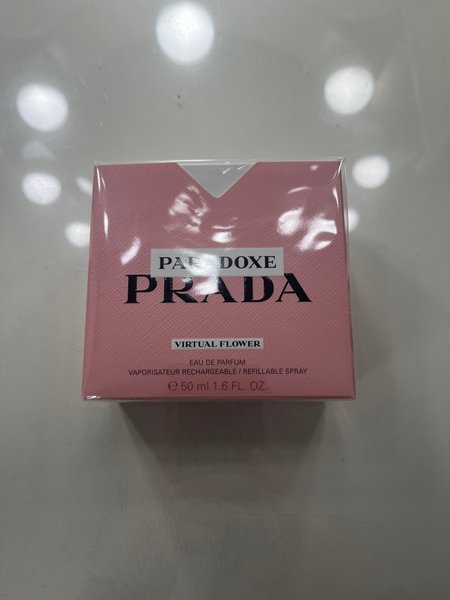 PARADOXE
PRADA
VIRTUAL FLOWER
EAU DE PARFUM
VAPORISATEUR RECHARGEABLE / REFILLABLE SPRAY
℮ 50 ml 1.6 FL. OZ.